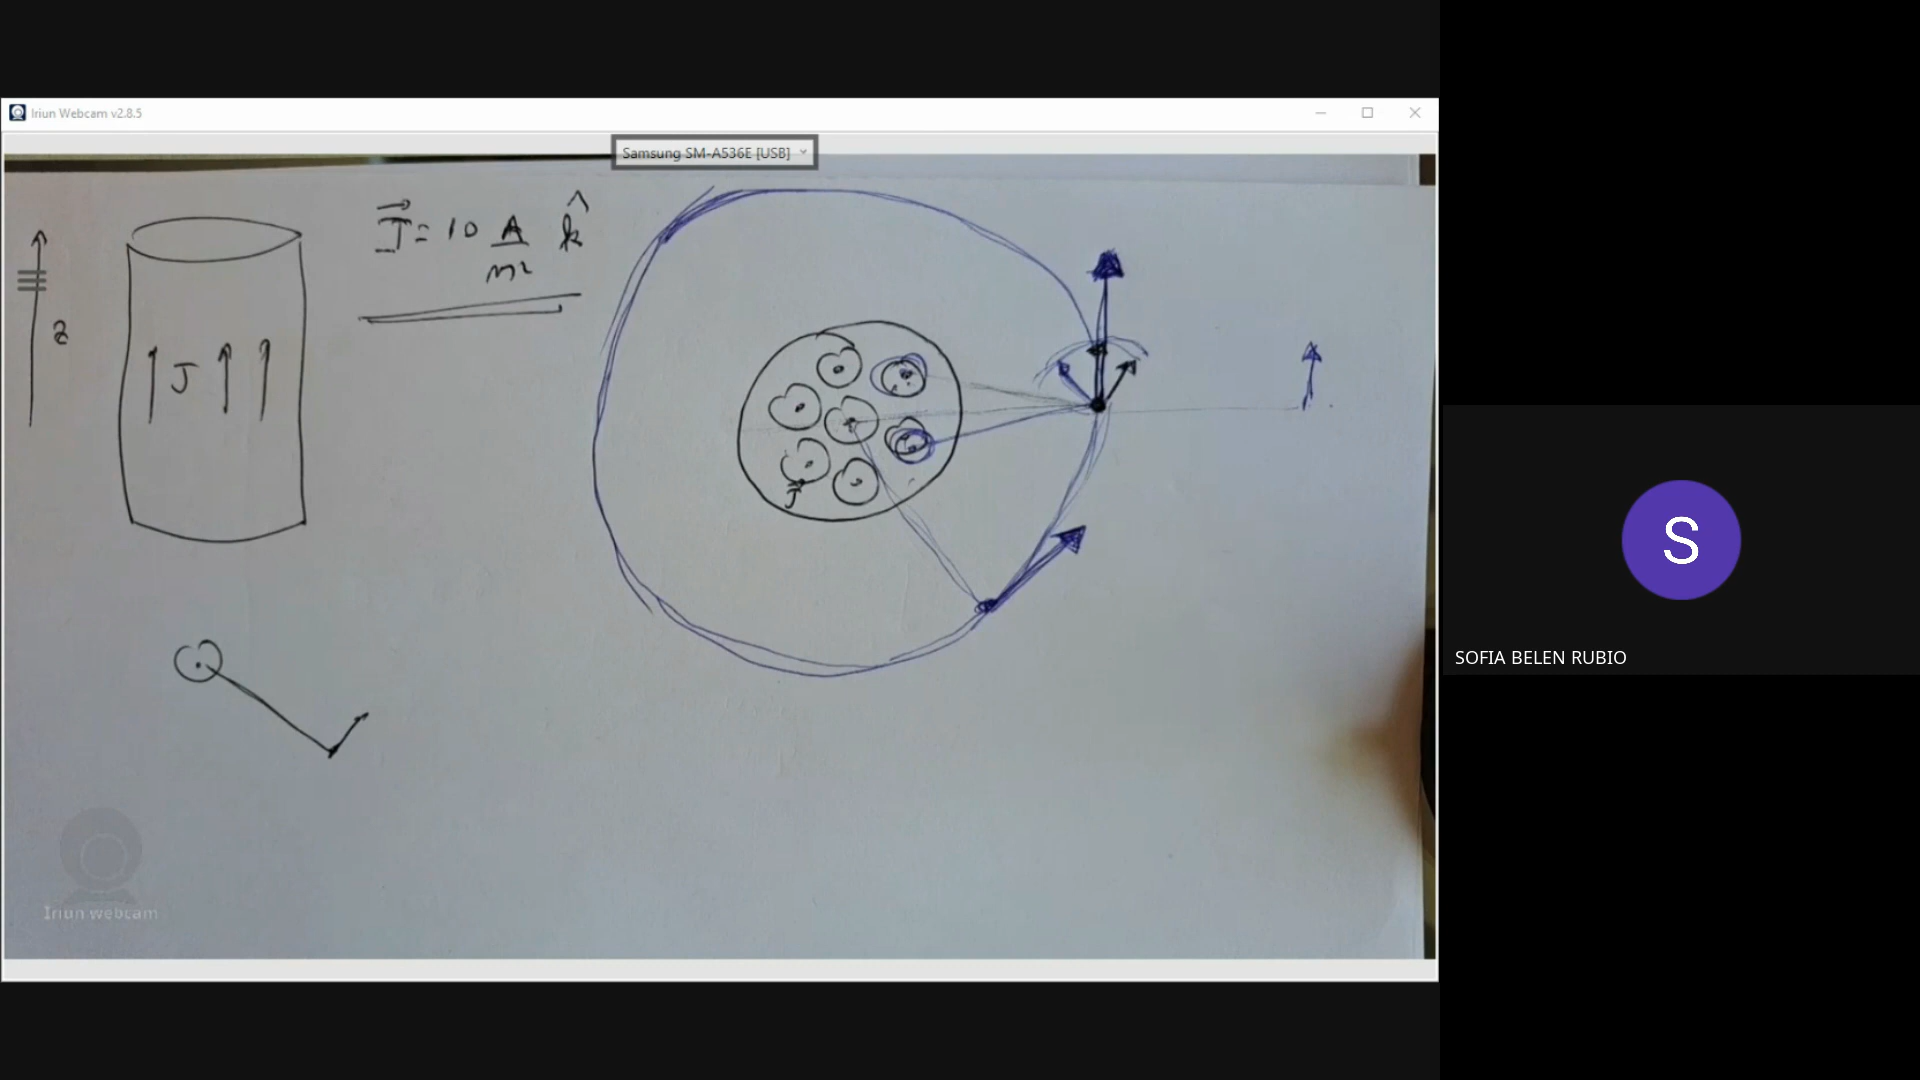 Iriun Webcam v2.8.5
Samsung SM-A536E [USB]
J = 10 A/m² k̂
z
J
J
Iriun webcam
S
SOFIA BELEN RUBIO